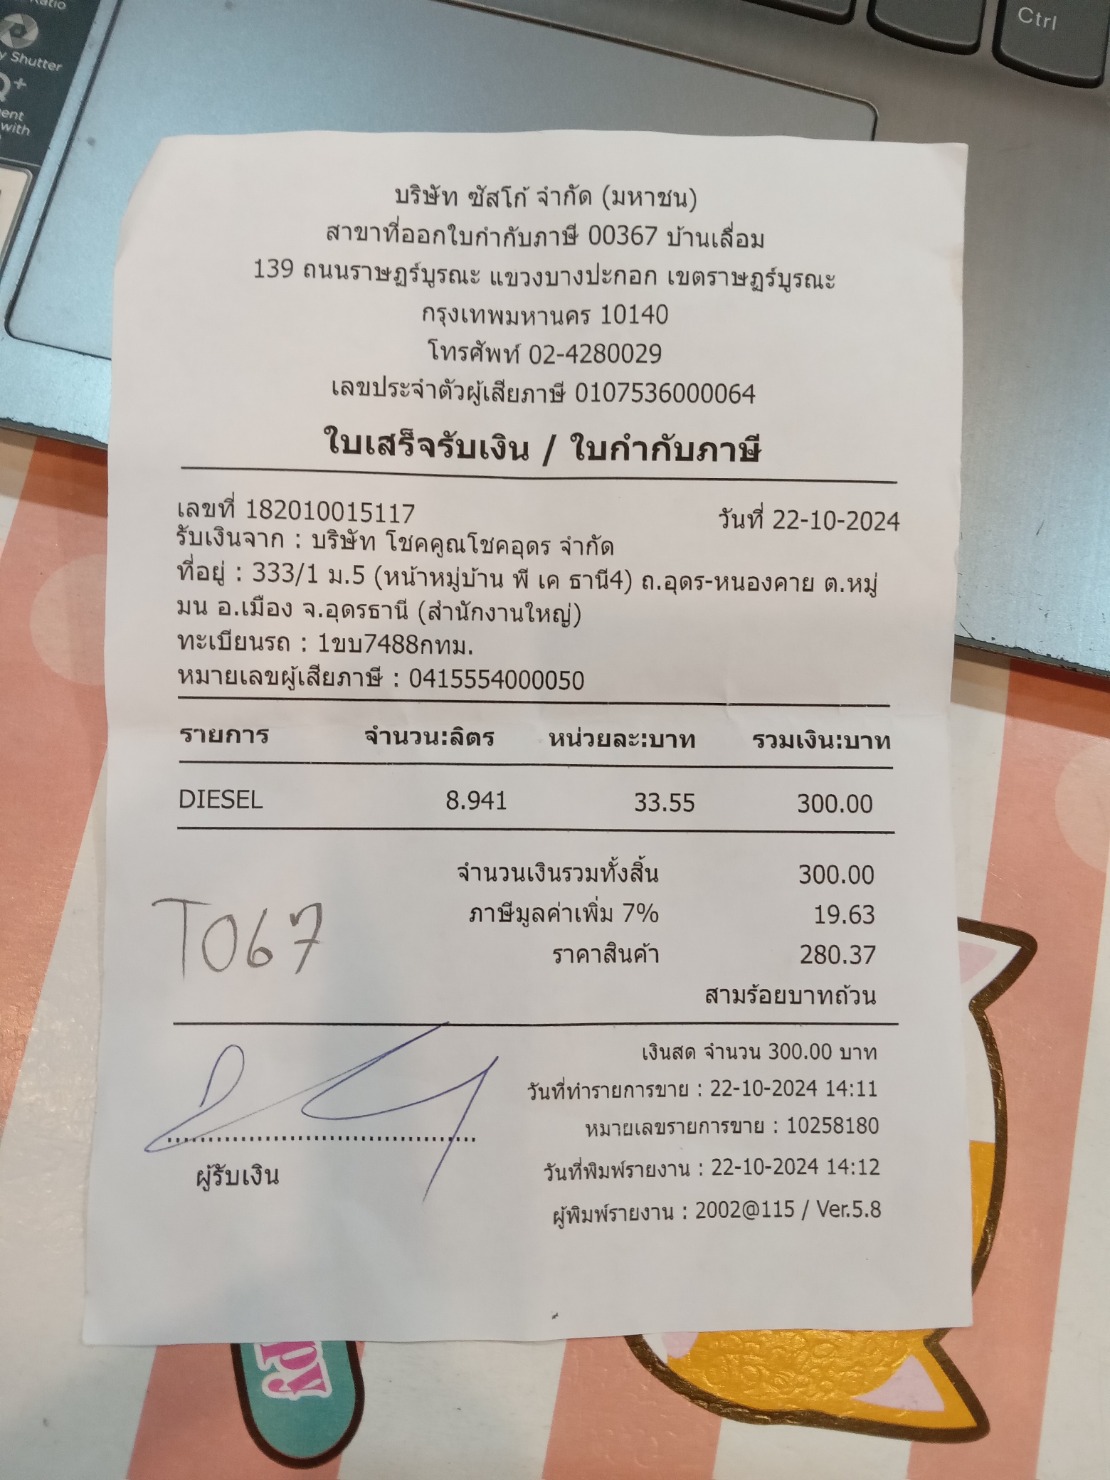 Ratio
y Shutter
Q+
ent
with
Ctrl
บริษัท ซัสโก้ จำกัด (มหาชน)
สาขาที่ออกใบกำกับภาษี 00367 บ้านเลื่อม
139 ถนนราษฎร์บูรณะ แขวงบางปะกอก เขตราษฎร์บูรณะ
กรุงเทพมหานคร 10140
โทรศัพท์ 02-4280029
เลขประจำตัวผู้เสียภาษี 0107536000064
ใบเสร็จรับเงิน / ใบกำกับภาษี
เลขที่ 182010015117 วันที่ 22-10-2024
รับเงินจาก : บริษัท โชคคูณโชคอุดร จำกัด
ที่อยู่ : 333/1 ม.5 (หน้าหมู่บ้าน พี เค ธานี4) ถ.อุดร-หนองคาย ต.หมู่
มน อ.เมือง จ.อุดรธานี (สำนักงานใหญ่)
ทะเบียนรถ : 1ขบ7488กทม.
หมายเลขผู้เสียภาษี : 0415554000050
รายการ จำนวน:ลิตร หน่วยละ:บาท รวมเงิน:บาท
DIESEL 8.941 33.55 300.00
จำนวนเงินรวมทั้งสิ้น 300.00
ภาษีมูลค่าเพิ่ม 7% 19.63
ราคาสินค้า 280.37
T067
สามร้อยบาทถ้วน
เงินสด จำนวน 300.00 บาท
วันที่ทำรายการขาย : 22-10-2024 14:11
หมายเลขรายการขาย : 10258180
วันที่พิมพ์รายงาน : 22-10-2024 14:12
ผู้รับเงิน
ผู้พิมพ์รายงาน : 2002@115 / Ver.5.8